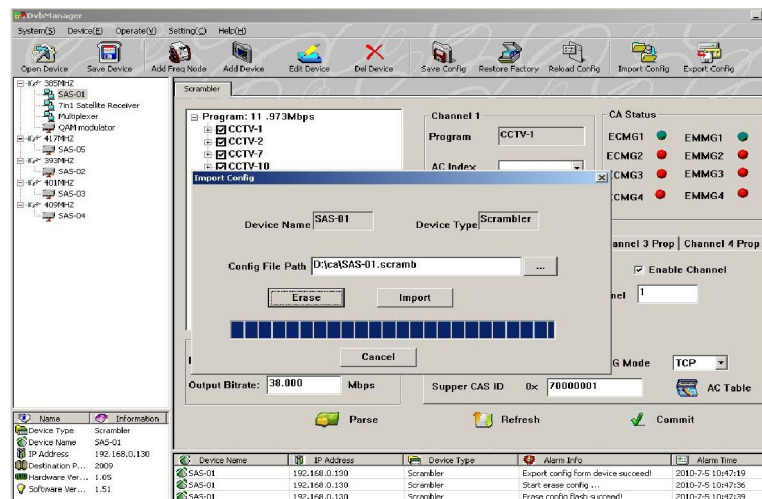 DvbManager
System(S) Device(E) Operate(V) Setting(C) Help(H)
Open Device Save Device Add Freq Node Add Device Edit Device Del Device Save Config Restore Factory Reload Config Import Config Export Config
385MHZ
SAS-01
7in1 Satellite Receiver
Multiplexer
QAM modulator
417MHZ
SAS-05
393MHZ
SAS-02
401MHZ
SAS-03
409MHZ
SAS-04
Scrambler
Program: 11 .973Mbps
CCTV-1
CCTV-2
CCTV-7
CCTV-10
Channel 1
Program CCTV-1
AC Index
CA Status
ECMG1 EMMG1
ECMG2 EMMG2
CMG3 EMMG3
CMG4 EMMG4
Import Config
Device Name SAS-01 Device Type Scrambler
Config File Path D:\ca\SAS-01.scramb ...
Erase Import
Cancel
annel 3 Prop Channel 4 Prop
Enable Channel
nel 1
G Mode TCP
Output Bitrate: 38.000 Mbps
Supper CAS ID 0x 70000001 AC Table
Parse Refresh Commit
Name Information
Device Type Scrambler
Device Name SAS-01
IP Address 192.168.0.130
Destination P... 2009
Hardware Ver... 1.05
Software Ver... 1.51
Device Name IP Address Device Type Alarm Info Alarm Time
SAS-01 192.168.0.130 Scrambler Export config form device succeed! 2010-7-5 10:47:19
SAS-01 192.168.0.130 Scrambler Start erase config ... 2010-7-5 10:47:36
SAS-01 192.168.0.130 Scrambler Erase config flash succeed! 2010-7-5 10:47:39